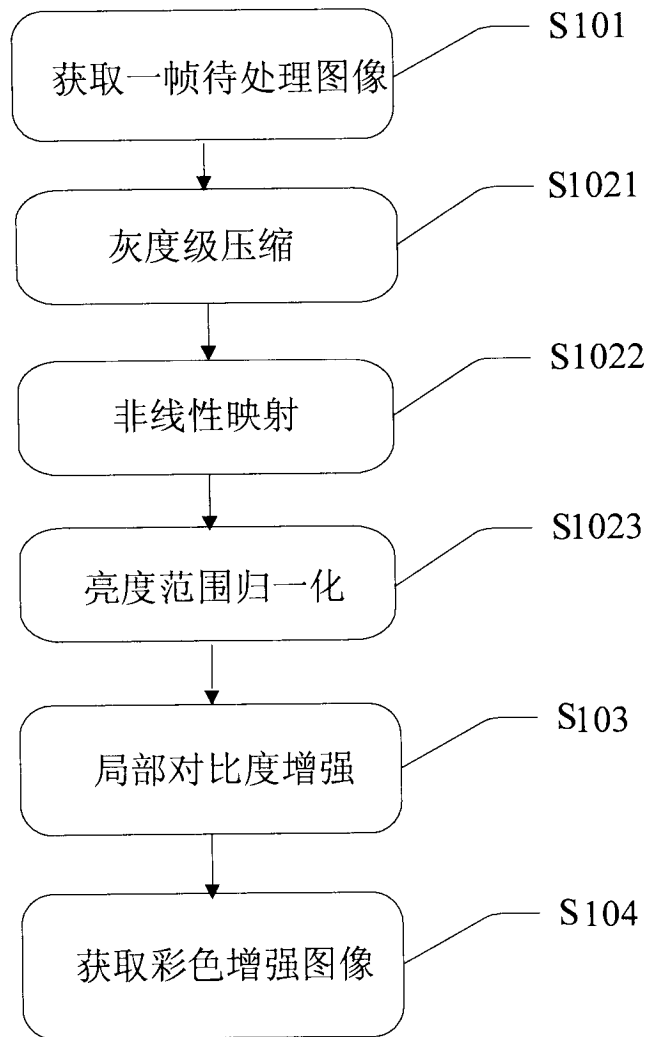 S101
获取一帧待处理图像
S1021
灰度级压缩
S1022
非线性映射
S1023
亮度范围归一化
S103
局部对比度增强
S104
获取彩色增强图像